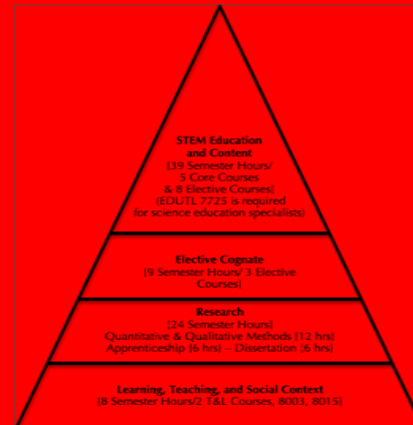 STEM Education
and Content
[39 Semester Hours/
5 Core Courses
& 8 Elective Courses]
(EDUTL 7725 is required
for science education specialists)
Elective Cognate
[9 Semester Hours/ 3 Elective
Courses]
Research
[24 Semester Hours]
Quantitative & Qualitative Methods [12 hrs]
Apprenticeship [6 hrs] – Dissertation [6 hrs]
Learning, Teaching, and Social Context
[8 Semester Hours/2 T&L Courses, 8003, 8015]